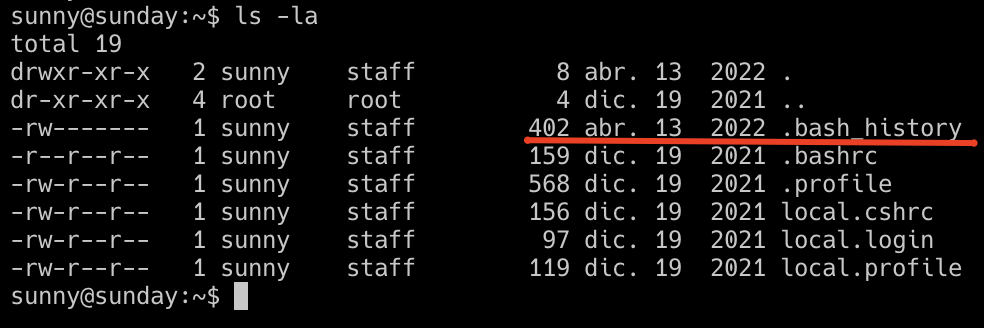 sunny@sunday:~$ ls -la
total 19
drwxr-xr-x   2 sunny    staff          8 abr. 13  2022 .
dr-xr-xr-x   4 root     root           4 dic. 19  2021 ..
-rw-------   1 sunny    staff        402 abr. 13  2022 .bash_history
-r--r--r--   1 sunny    staff        159 dic. 19  2021 .bashrc
-r--r--r--   1 sunny    staff        568 dic. 19  2021 .profile
-rw-r--r--   1 sunny    staff        156 dic. 19  2021 local.cshrc
-rw-r--r--   1 sunny    staff         97 dic. 19  2021 local.login
-rw-r--r--   1 sunny    staff        119 dic. 19  2021 local.profile
sunny@sunday:~$